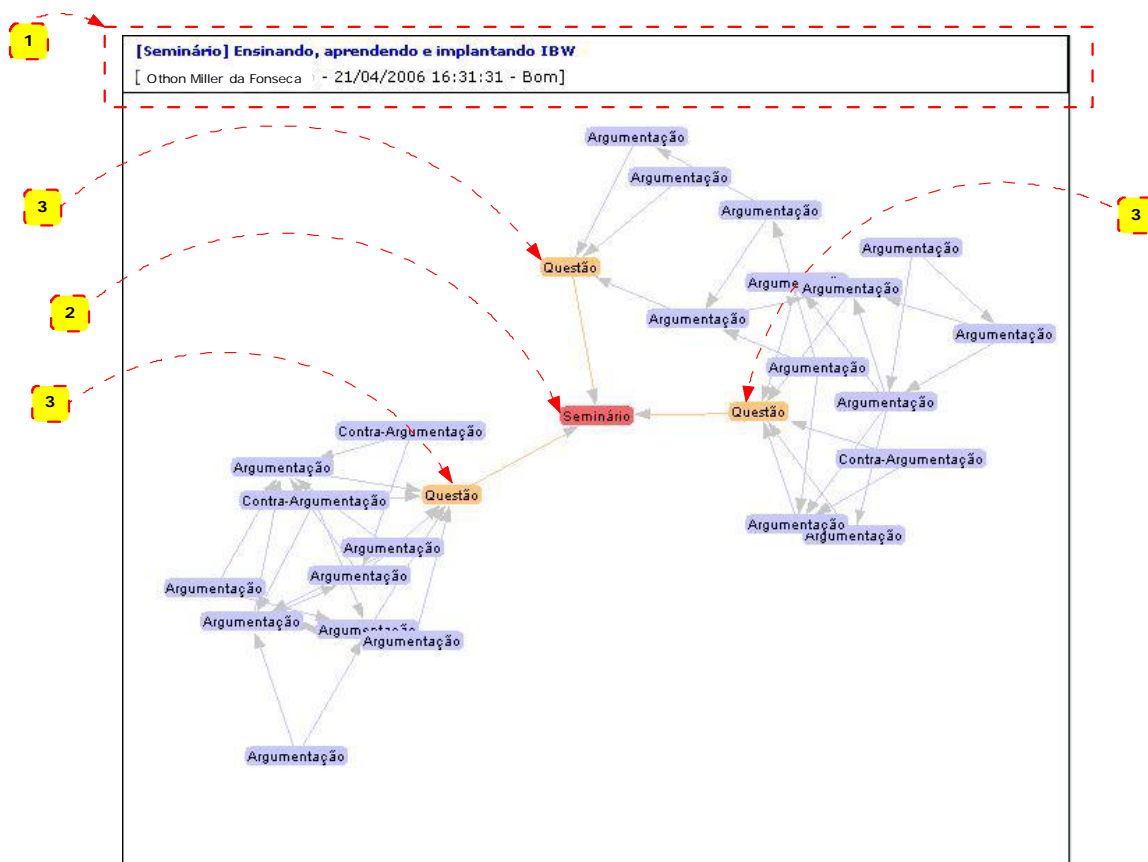 1
[Seminário] Ensinando, aprendendo e implantando IBW
[ Othon Miller da Fonseca - 21/04/2006 16:31:31 - Bom]
Argumentação
Argumentação
3
Argumentação
3
Argumentação
Questão
Argumentação
2
Argumentação
Argumentação
Argumentação
Argumentação
3
Argumentação
Questão
Seminário
Contra-Argumentação
Contra-Argumentação
Argumentação
Questão
Contra-Argumentação
Argumentação
Argumentação
Argumentação
Argumentação
Argumentação
Argumentação
Argumentação
Argumentação
Argumentação
Argumentação